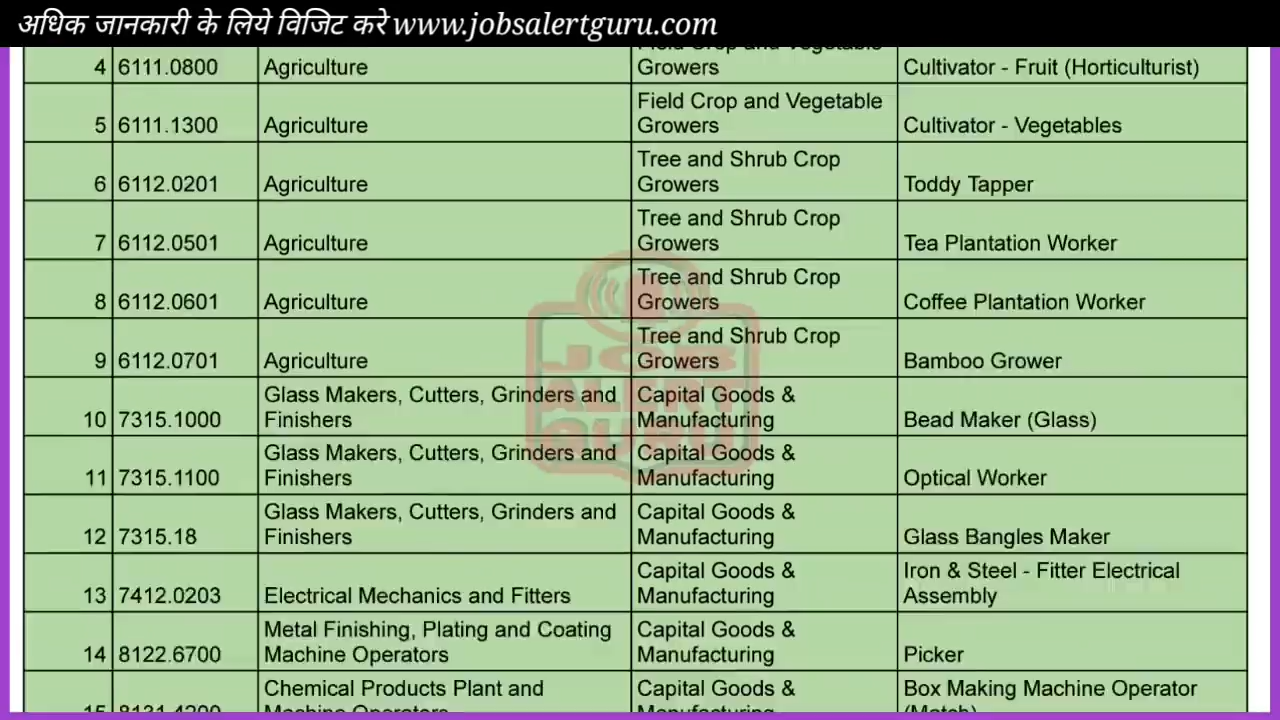 अधिक जानकारी के लिये विजिट करे www.jobsalertguru.com
4 6111.0800 Agriculture Field Crop and Vegetable
Growers Cultivator - Fruit (Horticulturist)
5 6111.1300 Agriculture Field Crop and Vegetable
Growers Cultivator - Vegetables
6 6112.0201 Agriculture Tree and Shrub Crop
Growers Toddy Tapper
7 6112.0501 Agriculture Tree and Shrub Crop
Growers Tea Plantation Worker
8 6112.0601 Agriculture Tree and Shrub Crop
Growers Coffee Plantation Worker
9 6112.0701 Agriculture Tree and Shrub Crop
Growers Bamboo Grower
10 7315.1000 Glass Makers, Cutters, Grinders and
Finishers Capital Goods &
Manufacturing Bead Maker (Glass)
11 7315.1100 Glass Makers, Cutters, Grinders and
Finishers Capital Goods &
Manufacturing Optical Worker
12 7315.18 Glass Makers, Cutters, Grinders and
Finishers Capital Goods &
Manufacturing Glass Bangles Maker
13 7412.0203 Electrical Mechanics and Fitters Capital Goods &
Manufacturing Iron & Steel - Fitter Electrical
Assembly
14 8122.6700 Metal Finishing, Plating and Coating
Machine Operators Capital Goods &
Manufacturing Picker
15 8131.4200 Chemical Products Plant and
Machine Operators Capital Goods &
Manufacturing Box Making Machine Operator
(Match)
JOB
ALERT
GURU